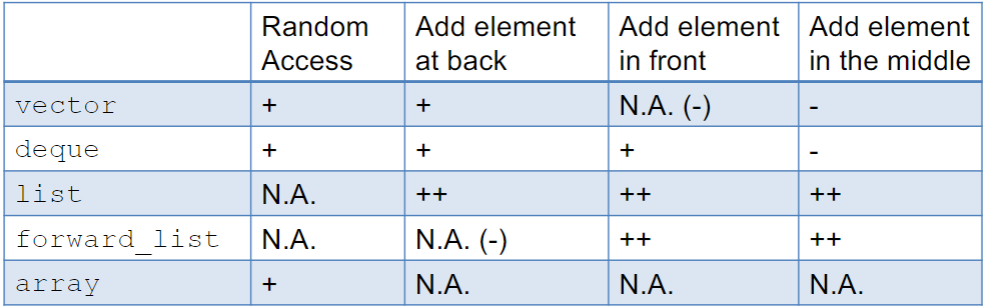 Random Access | Add element at back | Add element in front | Add element in the middle
vector | + | + | N.A. (-) | -
deque | + | + | + | -
list | N.A. | ++ | ++ | ++
forward_list | N.A. | N.A. (-) | ++ | ++
array | + | N.A. | N.A. | N.A.